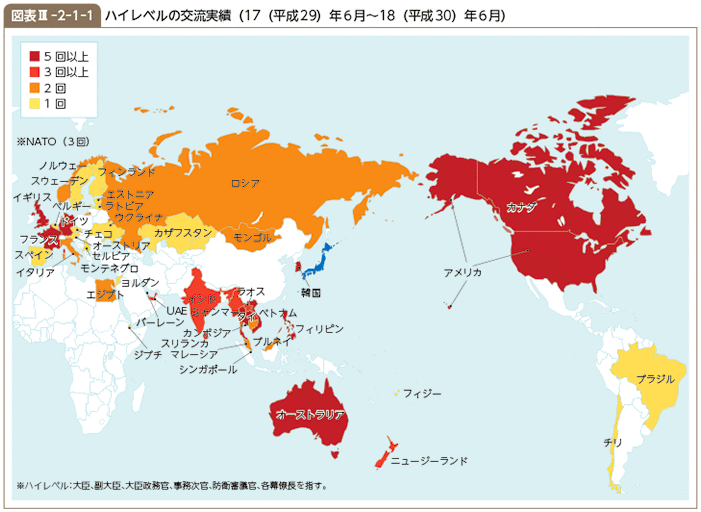 図表Ⅲ-2-1-1 ハイレベルの交流実績（17（平成29）年6月～18（平成30）年6月）
5回以上
3回以上
2回
1回
※NATO（3回）
ノルウェー
フィンランド
スウェーデン
エストニア
ラトビア
イギリス
ベルギー
ウクライナ
ドイツ
フランス
チェコ
オーストリア
スペイン
セルビア
イタリア
モンテネグロ
ロシア
カザフスタン
モンゴル
カナダ
アメリカ
韓国
ヨルダン
エジプト
UAE
バーレーン
ジブチ
インド
ミャンマー
ラオス
タイ
ベトナム
カンボジア
フィリピン
スリランカ
ブルネイ
マレーシア
シンガポール
オーストラリア
フィジー
ニュージーランド
ブラジル
チリ
※ハイレベル：大臣、副大臣、大臣政務官、事務次官、防衛審議官、各幕僚長を指す。